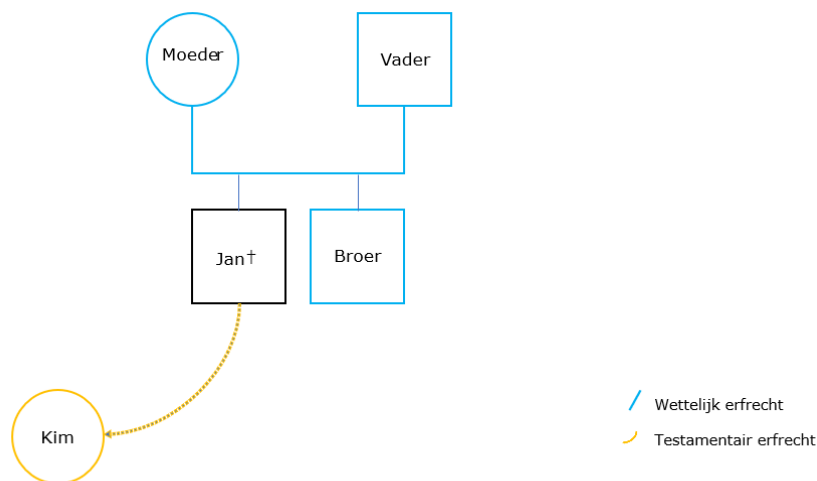 Moeder
Vader
Jan†
Broer
Kim
Wettelijk erfrecht
Testamentair erfrecht